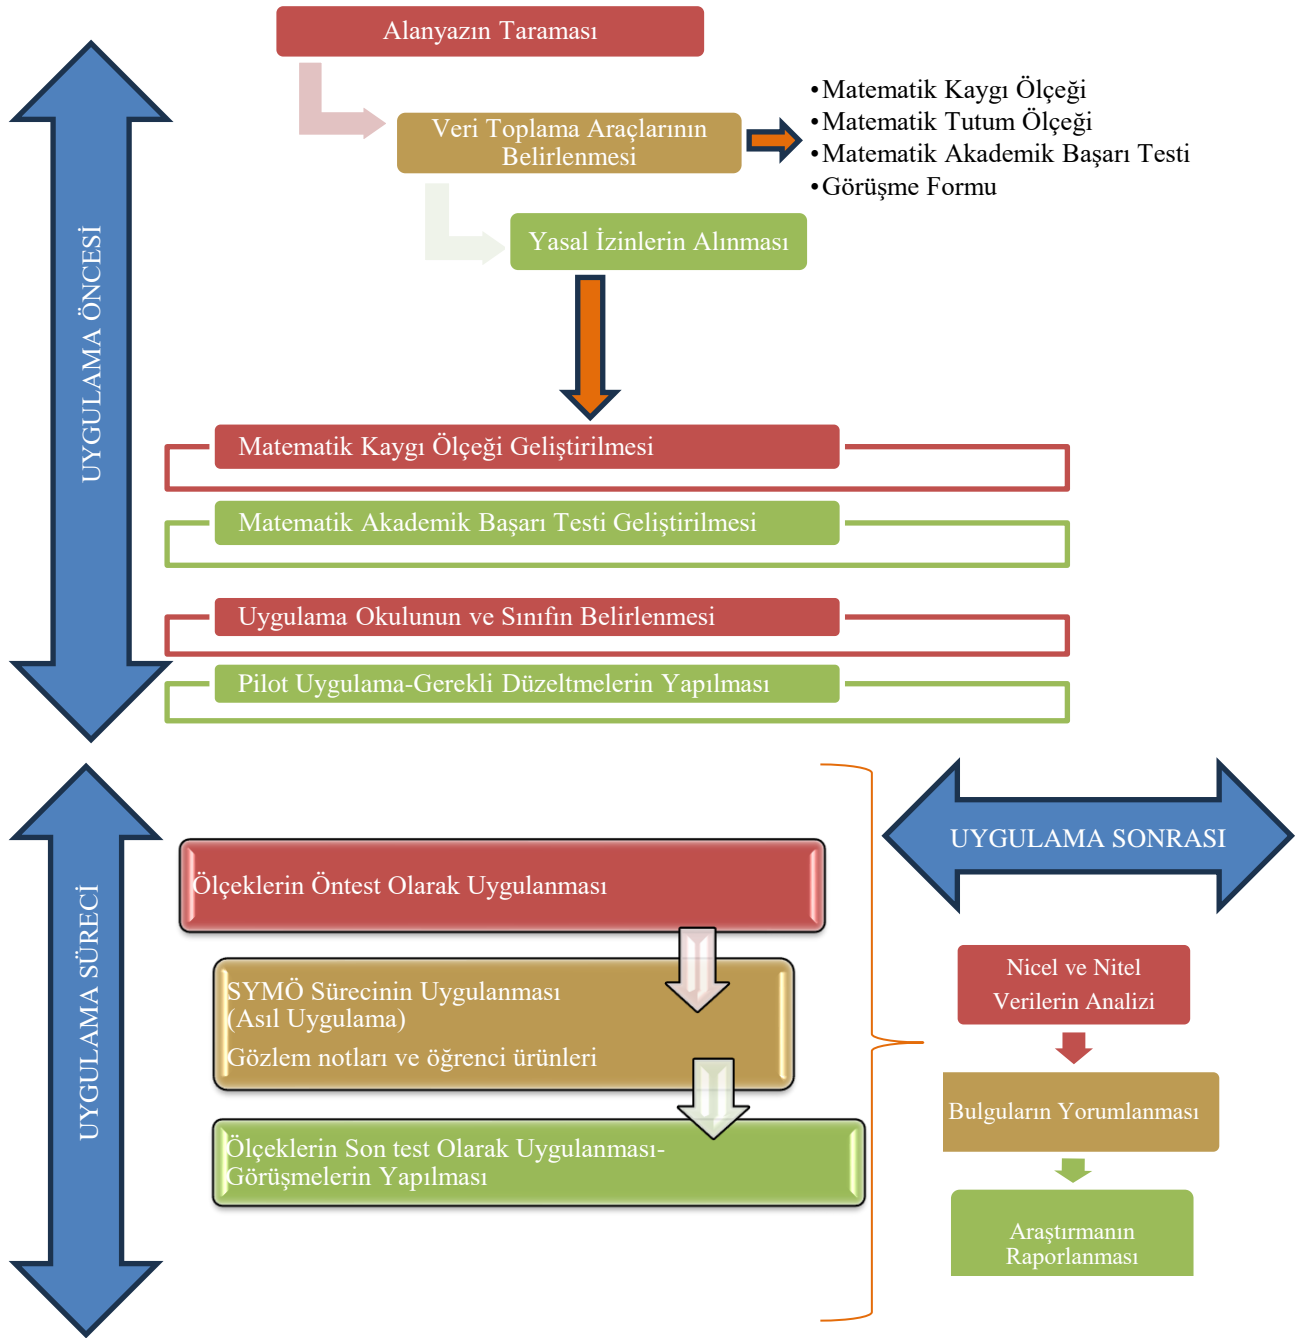 Alanyazın Taraması
Veri Toplama Araçlarının
Belirlenmesi
•Matematik Kaygı Ölçeği
•Matematik Tutum Ölçeği
•Matematik Akademik Başarı Testi
•Görüşme Formu
Yasal İzinlerin Alınması
UYGULAMA ÖNCESİ
Matematik Kaygı Ölçeği Geliştirilmesi
Matematik Akademik Başarı Testi Geliştirilmesi
Uygulama Okulunun ve Sınıfın Belirlenmesi
Pilot Uygulama-Gerekli Düzeltmelerin Yapılması
UYGULAMA SÜRECİ
Ölçeklerin Öntest Olarak Uygulanması
SYMÖ Sürecinin Uygulanması
(Asıl Uygulama)
Gözlem notları ve öğrenci ürünleri
Ölçeklerin Son test Olarak Uygulanması-
Görüşmelerin Yapılması
UYGULAMA SONRASI
Nicel ve Nitel
Verilerin Analizi
Bulguların Yorumlanması
Araştırmanın
Raporlanması